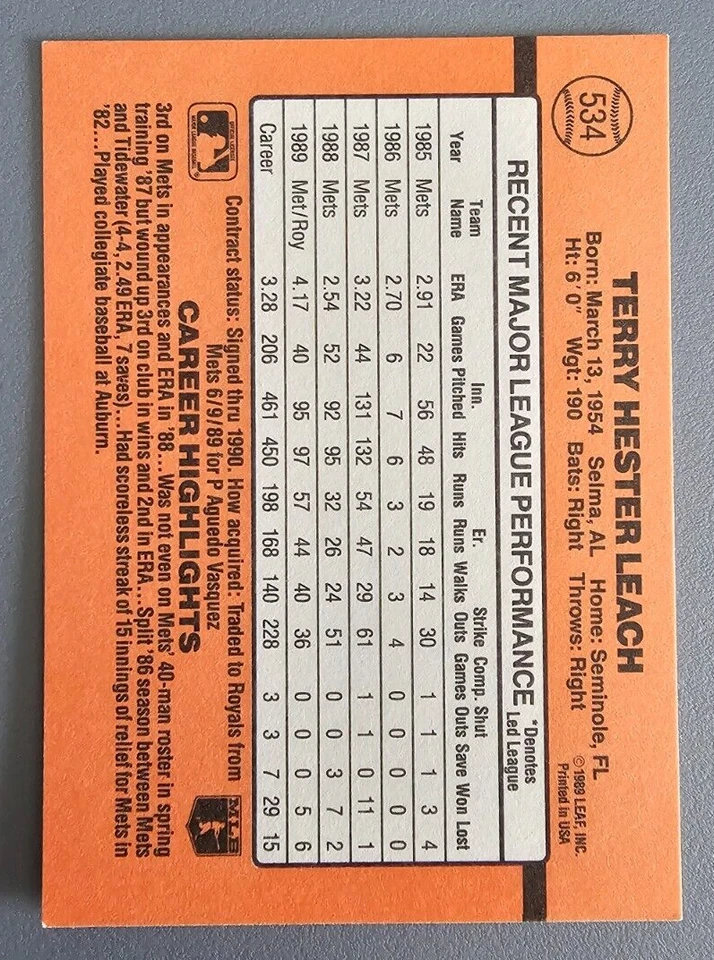 534
TERRY HESTER LEACH
Born: March 13, 1954 Selma, AL Home: Seminole, FL
Ht: 6' 0" Wgt: 190 Bats: Right Throws: Right
©1989 LEAF, INC.
Printed in USA
RECENT MAJOR LEAGUE PERFORMANCE *Denotes Led League
Year Team Name ERA Games Inn. Pitched Hits Runs Er. Runs Walks Strike Outs Comp. Games Shut Outs Save Won Lost
1985 Mets 2.91 22 56 48 19 18 14 30 1 1 1 3 4
1986 Mets 2.70 6 7 6 3 2 3 4 0 0 0 0 0
1987 Mets 3.22 44 131 132 54 47 29 61 1 1 0 11 1
1988 Mets 2.54 52 92 95 32 26 24 51 0 0 3 7 2
1989 Met/Roy 4.17 40 95 97 57 44 40 36 0 0 0 5 6
Career 3.28 206 461 450 198 168 140 228 3 3 7 29 15
Contract status: Signed thru 1990. How acquired: Traded to Royals from
Mets 6/9/89 for P Aguedo Vasquez
MLB
CAREER HIGHLIGHTS
3rd on Mets in appearances and ERA in '88 ... Was not even on Mets' 40-man roster in spring
training '87 but wound up 3rd on club in wins and 2nd in ERA... Split '86 season between Mets
and Tidewater (4-4, 2.49 ERA, 7 saves)... Had scoreless streak of 15 innings of relief for Mets in
'82... Played collegiate baseball at Auburn.